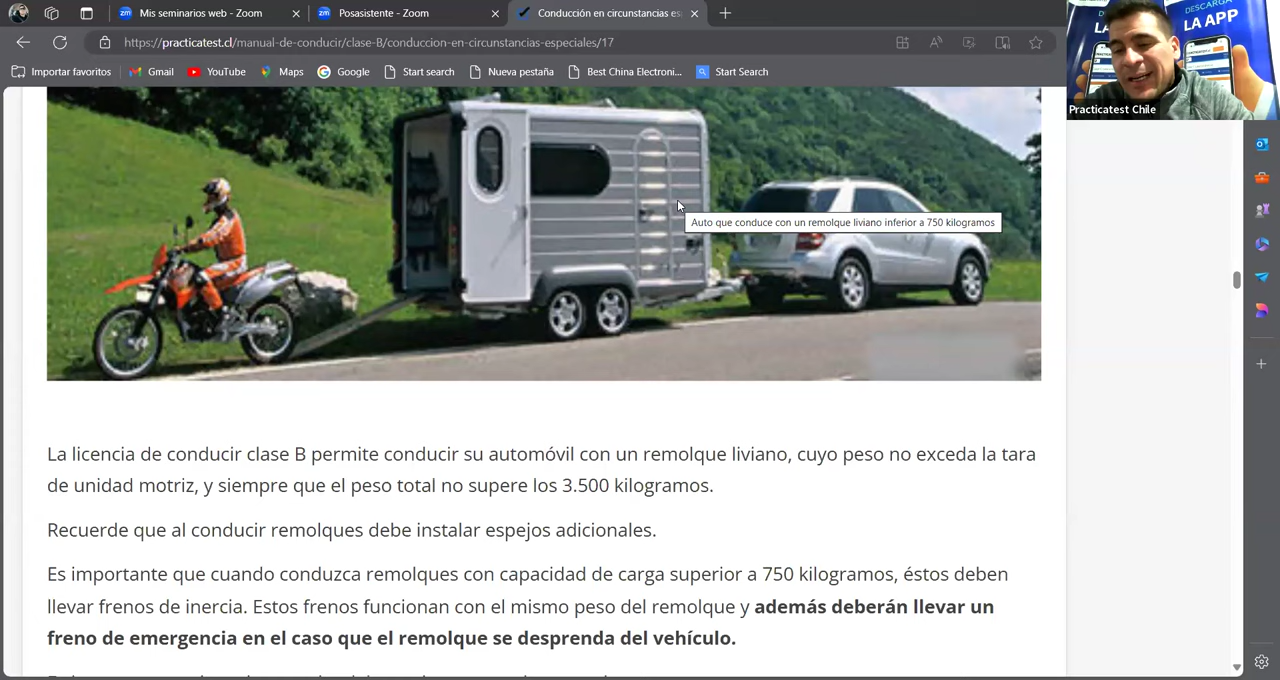 Mis seminarios web - Zoom
Posasistente - Zoom
Conducción en circunstancias es
https://practicatest.cl/manual-de-conducir/clase-B/conduccion-en-circunstancias-especiales/17
Importar favoritos
Gmail
YouTube
Maps
Google
Start search
Nueva pestaña
Best China Electroni...
Start Search
DESCARGA
LA APP
LA APP
Practicatest Chile
Auto que conduce con un remolque liviano inferior a 750 kilogramos
La licencia de conducir clase B permite conducir su automóvil con un remolque liviano, cuyo peso no exceda la tara
de unidad motriz, y siempre que el peso total no supere los 3.500 kilogramos.
Recuerde que al conducir remolques debe instalar espejos adicionales.
Es importante que cuando conduzca remolques con capacidad de carga superior a 750 kilogramos, éstos deben
llevar frenos de inercia. Estos frenos funcionan con el mismo peso del remolque y además deberán llevar un
freno de emergencia en el caso que el remolque se desprenda del vehículo.